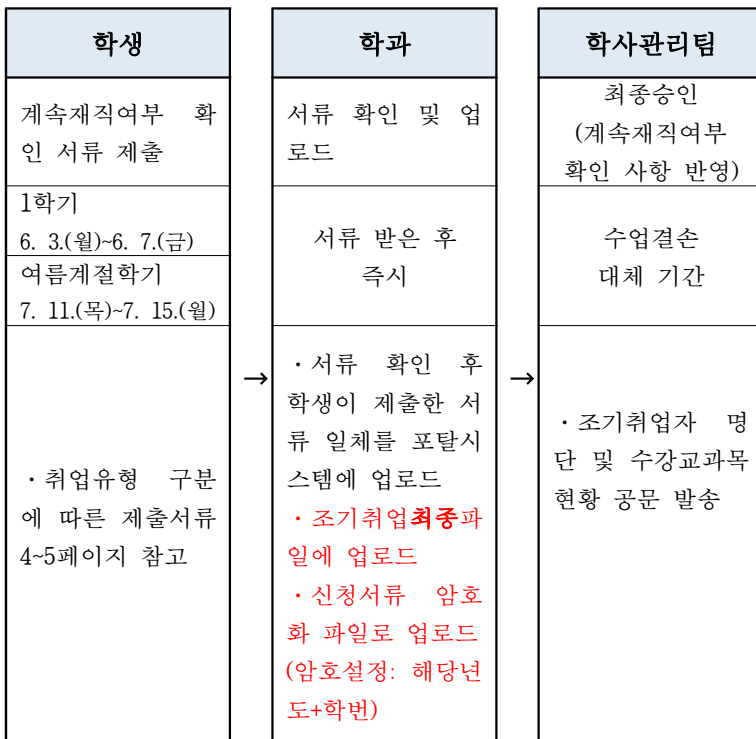 학생
계속재직여부 확
인 서류 제출
1학기
6. 3.(월)~6. 7.(금)
여름계절학기
7. 11.(목)~7. 15.(월)
·취업유형 구분
에 따른 제출서류
4~5페이지 참고
→
학과
서류 확인 및 업
로드
서류 받은 후
즉시
·서류 확인 후
학생이 제출한 서
류 일체를 포탈시
스템에 업로드
·조기취업최종파
일에 업로드
·신청서류 암호
화 파일로 업로드
(암호설정: 해당년
도+학번)
→
학사관리팀
최종승인
(계속재직여부
확인 사항 반영)
수업결손
대체 기간
·조기취업자 명
단 및 수강교과목
현황 공문 발송